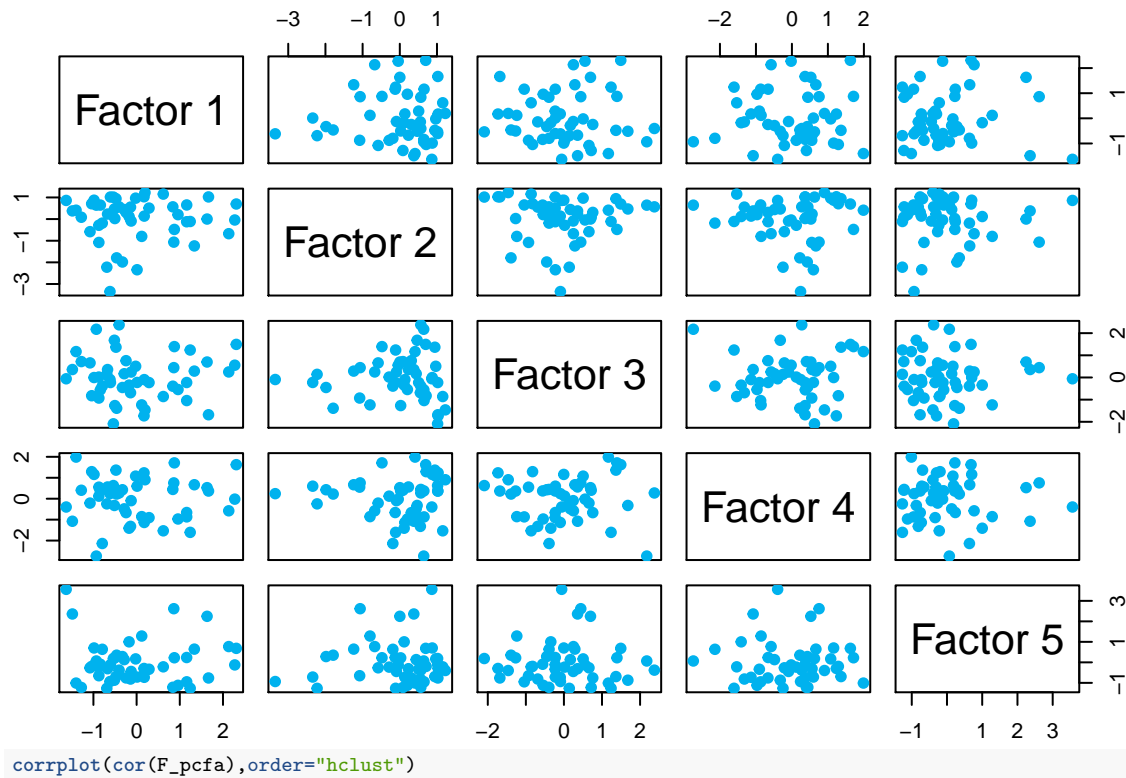 −3 −1 0 1 −2 0 1 2
Factor 1
−1 1
−3 −1 1
Factor 2
Factor 3
−2 0 2
−2 0 2
Factor 4
Factor 5
−1 1 3
−1 0 1 2 −2 0 1 2 −1 1 2 3
corrplot(cor(F_pcfa),order="hclust")